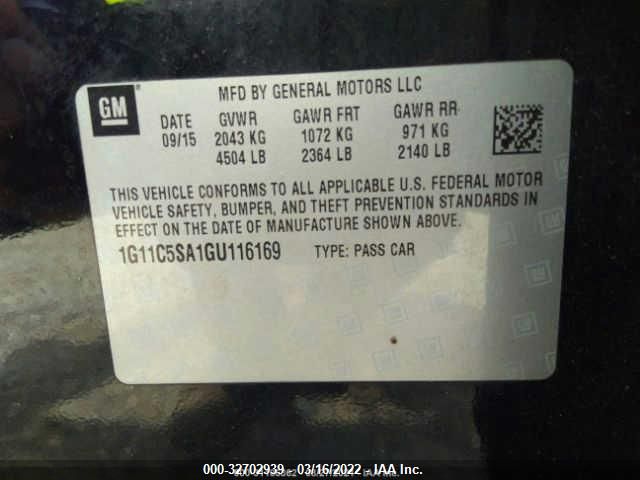 GM
MFD BY GENERAL MOTORS LLC
DATE GVWR GAWR FRT GAWR RR
09/15 2043 KG 1072 KG 971 KG
4504 LB 2364 LB 2140 LB
THIS VEHICLE CONFORMS TO ALL APPLICABLE U.S. FEDERAL MOTOR
VEHICLE SAFETY, BUMPER, AND THEFT PREVENTION STANDARDS IN
EFFECT ON THE DATE OF MANUFACTURE SHOWN ABOVE.
1G11C5SA1GU116169 TYPE: PASS CAR
000-32702939 - 03/16/2022 - IAA Inc.
IAA Inc.